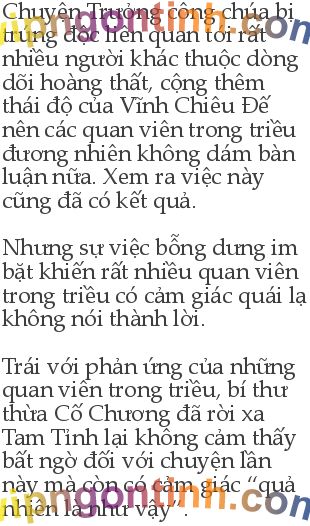 Chuyện Trưởng công chúa bị
trúng độc liên quan tới rất
nhiều người khác thuộc dòng
dõi hoàng thất, cộng thêm
thái độ của Vĩnh Chiêu Đế
nên các quan viên trong triều
đương nhiên không dám bàn
luận nữa. Xem ra việc này
cũng đã có kết quả.

Nhưng sự việc bỗng dưng im
bặt khiến rất nhiều quan viên
trong triều có cảm giác quái lạ
không nói thành lời.

Trái với phản ứng của những
quan viên trong triều, bí thư
thừa Cố Chương đã rời xa
Tam Tỉnh lại không cảm thấy
bất ngờ đối với chuyện lần
này mà còn có cảm giác “quả
nhiên là như vậy”.
vipngontinh.com
vipngontinh.com